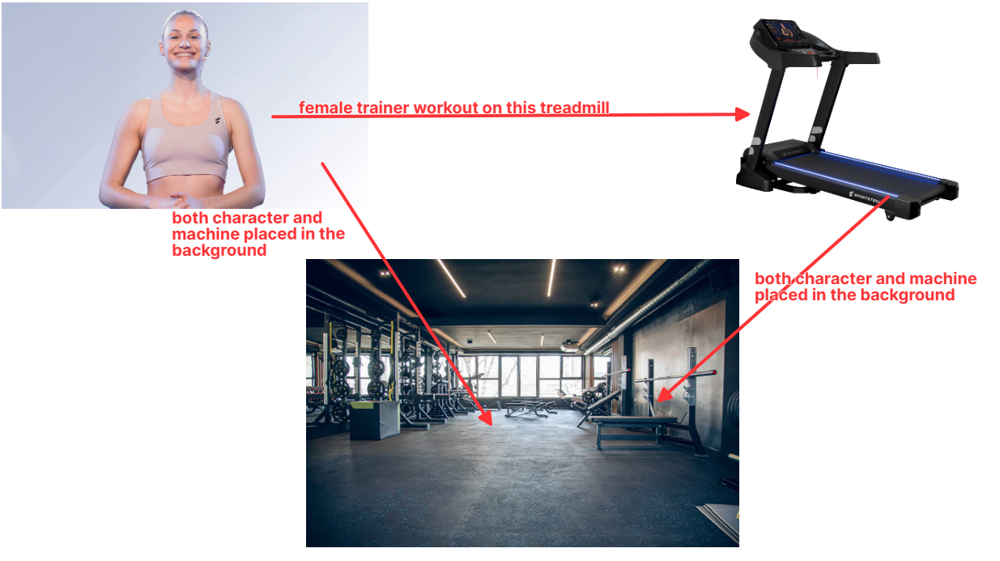 female trainer workout on this treadmill
SPORTSTECH
both character and
machine placed in the
background
both character and machine
placed in the background